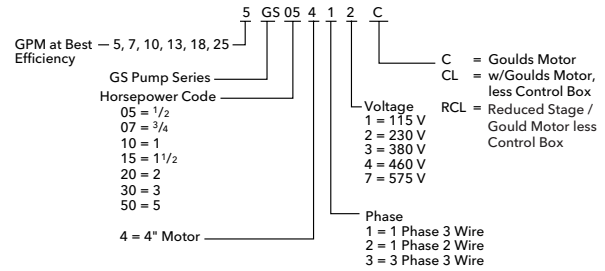 5 GS 05 4 1 2 C
GPM at Best — 5, 7, 10, 13, 18, 25
Efficiency
GS Pump Series
Horsepower Code
05 = 1/2
07 = 3/4
10 = 1
15 = 1 1/2
20 = 2
30 = 3
50 = 5
4 = 4" Motor
C = Goulds Motor
CL = w/Goulds Motor,
less Control Box
RCL = Reduced Stage /
Gould Motor less
Control Box
Voltage
1 = 115 V
2 = 230 V
3 = 380 V
4 = 460 V
7 = 575 V
Phase
1 = 1 Phase 3 Wire
2 = 1 Phase 2 Wire
3 = 3 Phase 3 Wire